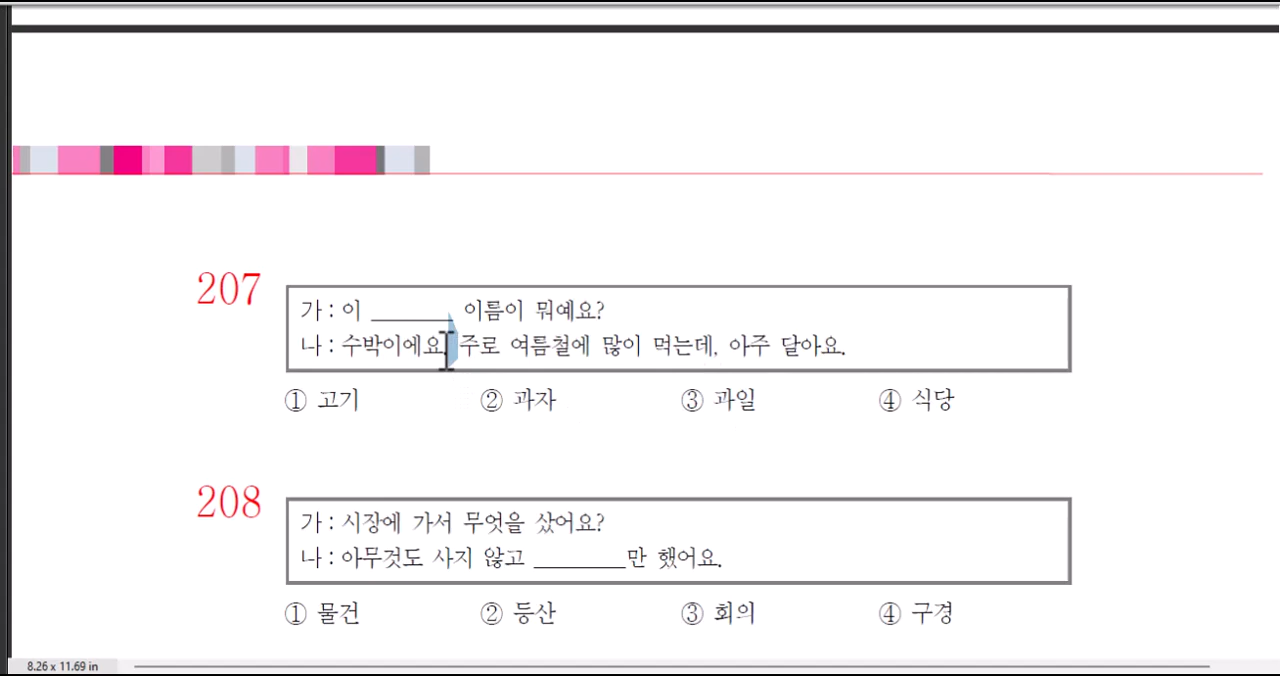 207
가 : 이 ________ 이름이 뭐예요?
나 : 수박이에요. 주로 여름철에 많이 먹는데, 아주 달아요.
① 고기 ② 과자 ③ 과일 ④ 식당
208
가 : 시장에 가서 무엇을 샀어요?
나 : 아무것도 사지 않고 ________만 했어요.
① 물건 ② 등산 ③ 회의 ④ 구경
8.26 x 11.69 in